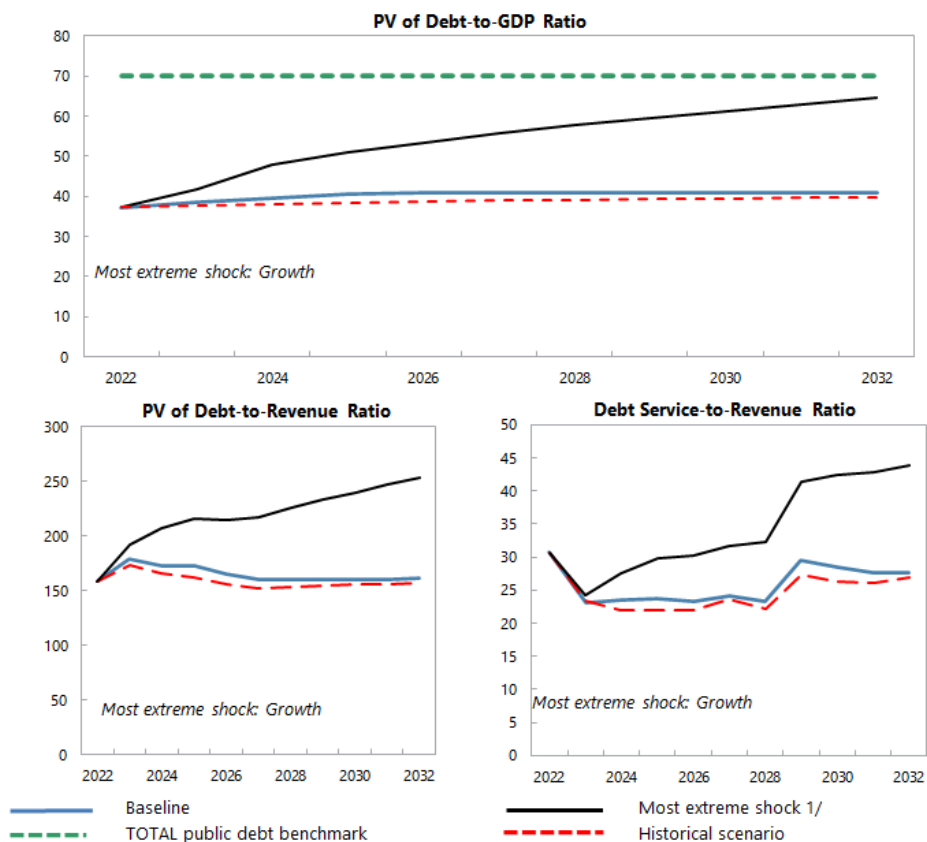 PV of Debt-to-GDP Ratio
80
70
60
50
40
30
20
10
0
Most extreme shock: Growth
2022 2024 2026 2028 2030 2032
PV of Debt-to-Revenue Ratio
300
250
200
150
100
50
0
Most extreme shock: Growth
2022 2024 2026 2028 2030 2032
Debt Service-to-Revenue Ratio
50
45
40
35
30
25
20
15
10
5
0
Most extreme shock: Growth
2022 2024 2026 2028 2030 2032
Baseline
Most extreme shock 1/
TOTAL public debt benchmark
Historical scenario